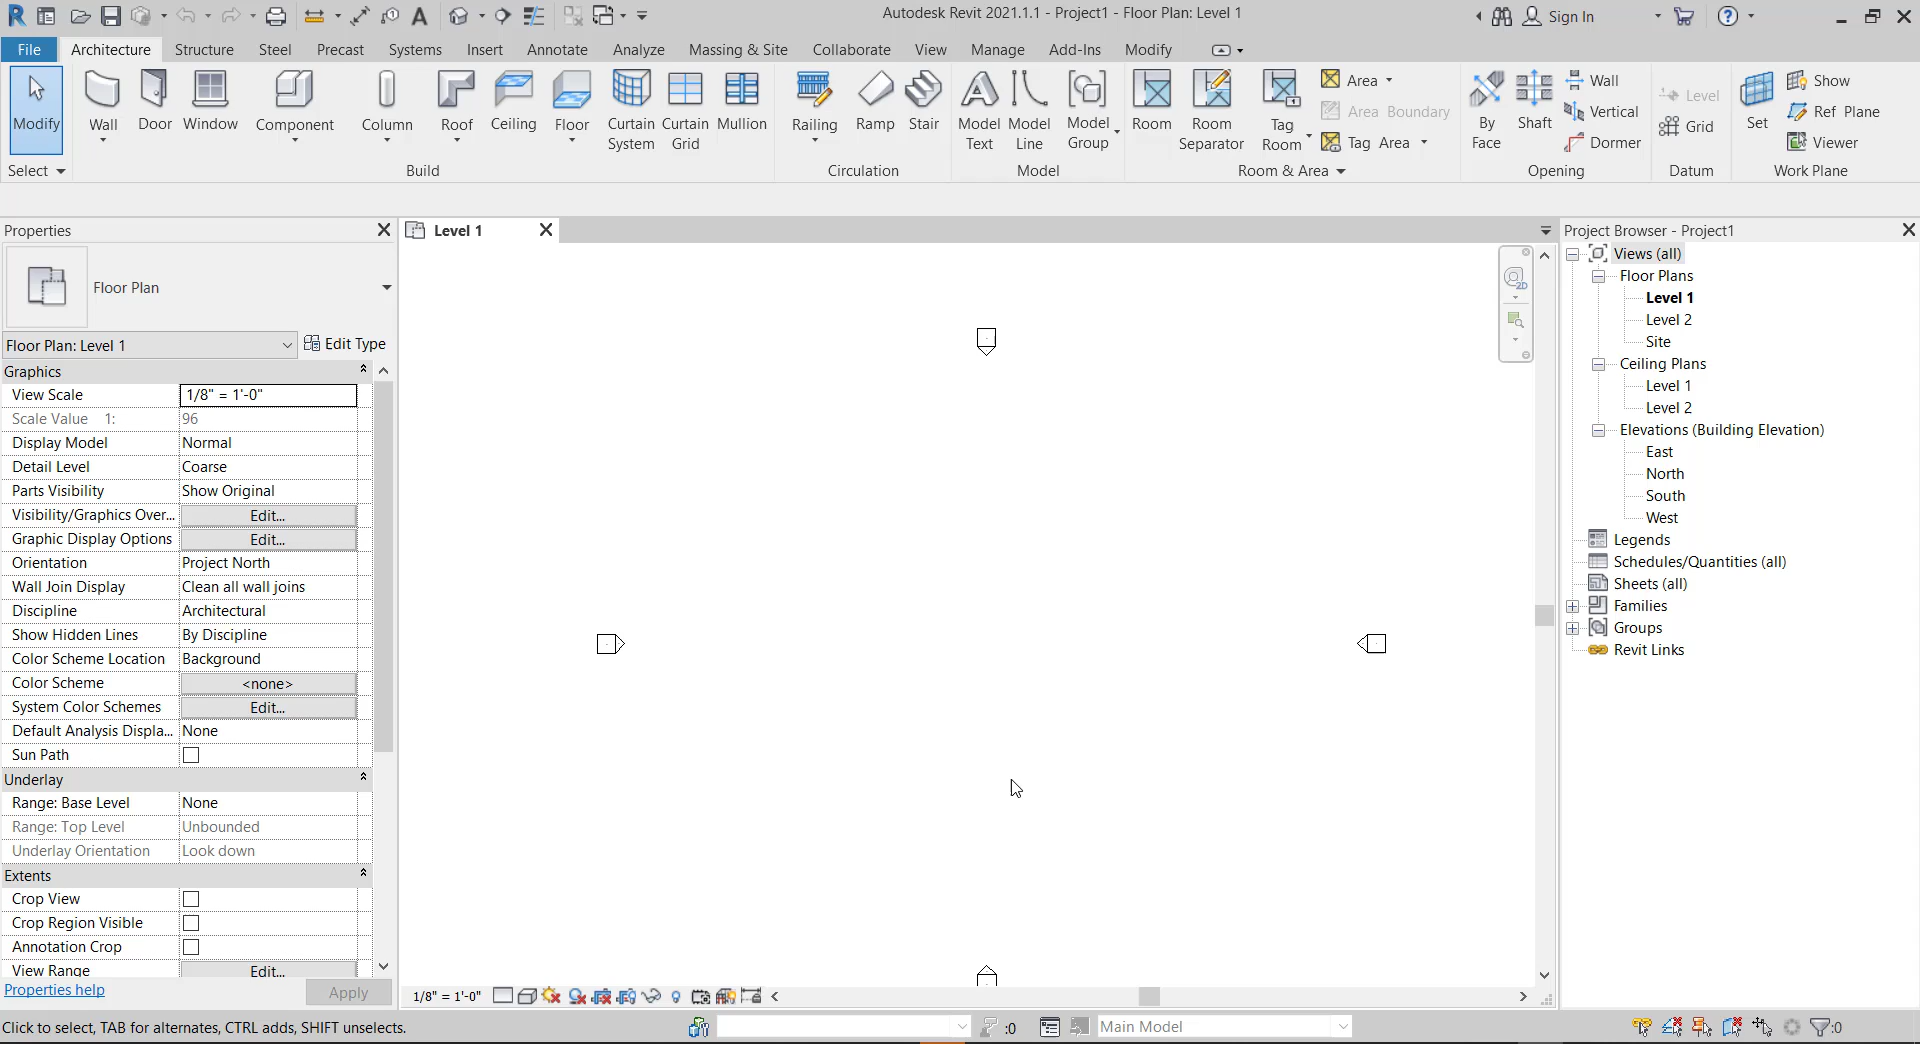 Autodesk Revit 2021.1.1 - Project1 - Floor Plan: Level 1
Sign In
File Architecture Structure Steel Precast Systems Insert Annotate Analyze Massing & Site Collaborate View Manage Add-Ins Modify
Modify
Wall Door Window Component Column Roof Ceiling Floor Curtain System Curtain Grid Mullion
Railing Ramp Stair
Model Text Model Line Model Group
Room Room Separator Tag Room
Area
Area Boundary
Tag Area
By Face Shaft
Wall
Vertical
Dormer
Level
Grid
Set
Show
Ref Plane
Viewer
Select Build Circulation Model Room & Area Opening Datum Work Plane
Properties
Floor Plan
Floor Plan: Level 1 Edit Type
Graphics
View Scale 1/8" = 1'-0"
Scale Value 1: 96
Display Model Normal
Detail Level Coarse
Parts Visibility Show Original
Visibility/Graphics Over... Edit...
Graphic Display Options Edit...
Orientation Project North
Wall Join Display Clean all wall joins
Discipline Architectural
Show Hidden Lines By Discipline
Color Scheme Location Background
Color Scheme <none>
System Color Schemes Edit...
Default Analysis Displa... None
Sun Path
Underlay
Range: Base Level None
Range: Top Level Unbounded
Underlay Orientation Look down
Extents
Crop View
Crop Region Visible
Annotation Crop
View Range Edit...
Properties help Apply
Level 1
2D
1/8" = 1'-0"
Project Browser - Project1
Views (all)
Floor Plans
Level 1
Level 2
Site
Ceiling Plans
Level 1
Level 2
Elevations (Building Elevation)
East
North
South
West
Legends
Schedules/Quantities (all)
Sheets (all)
Families
Groups
Revit Links
Click to select, TAB for alternates, CTRL adds, SHIFT unselects.
:0
Main Model
:0